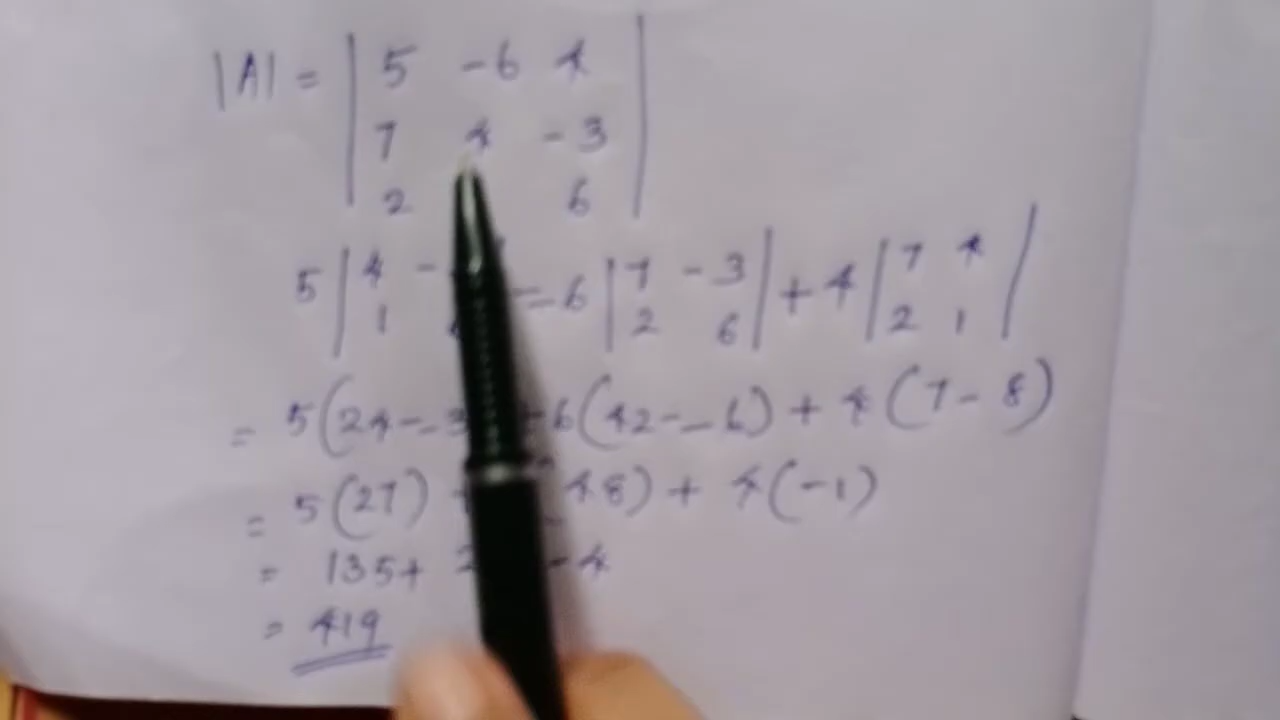 |A| = | 5 -6 4 |
| 7 4 -3 |
| 2 6 |
5 | 4 - - -6 | 7 -3 | + 4 | 7 4 |
| 1 | 2 6 | | 2 1 |
= 5(24--3 -6(42--6) + 4(7-8)
= 5(27) + 48) + 4(-1)
= 135+ 2 -4
= 419